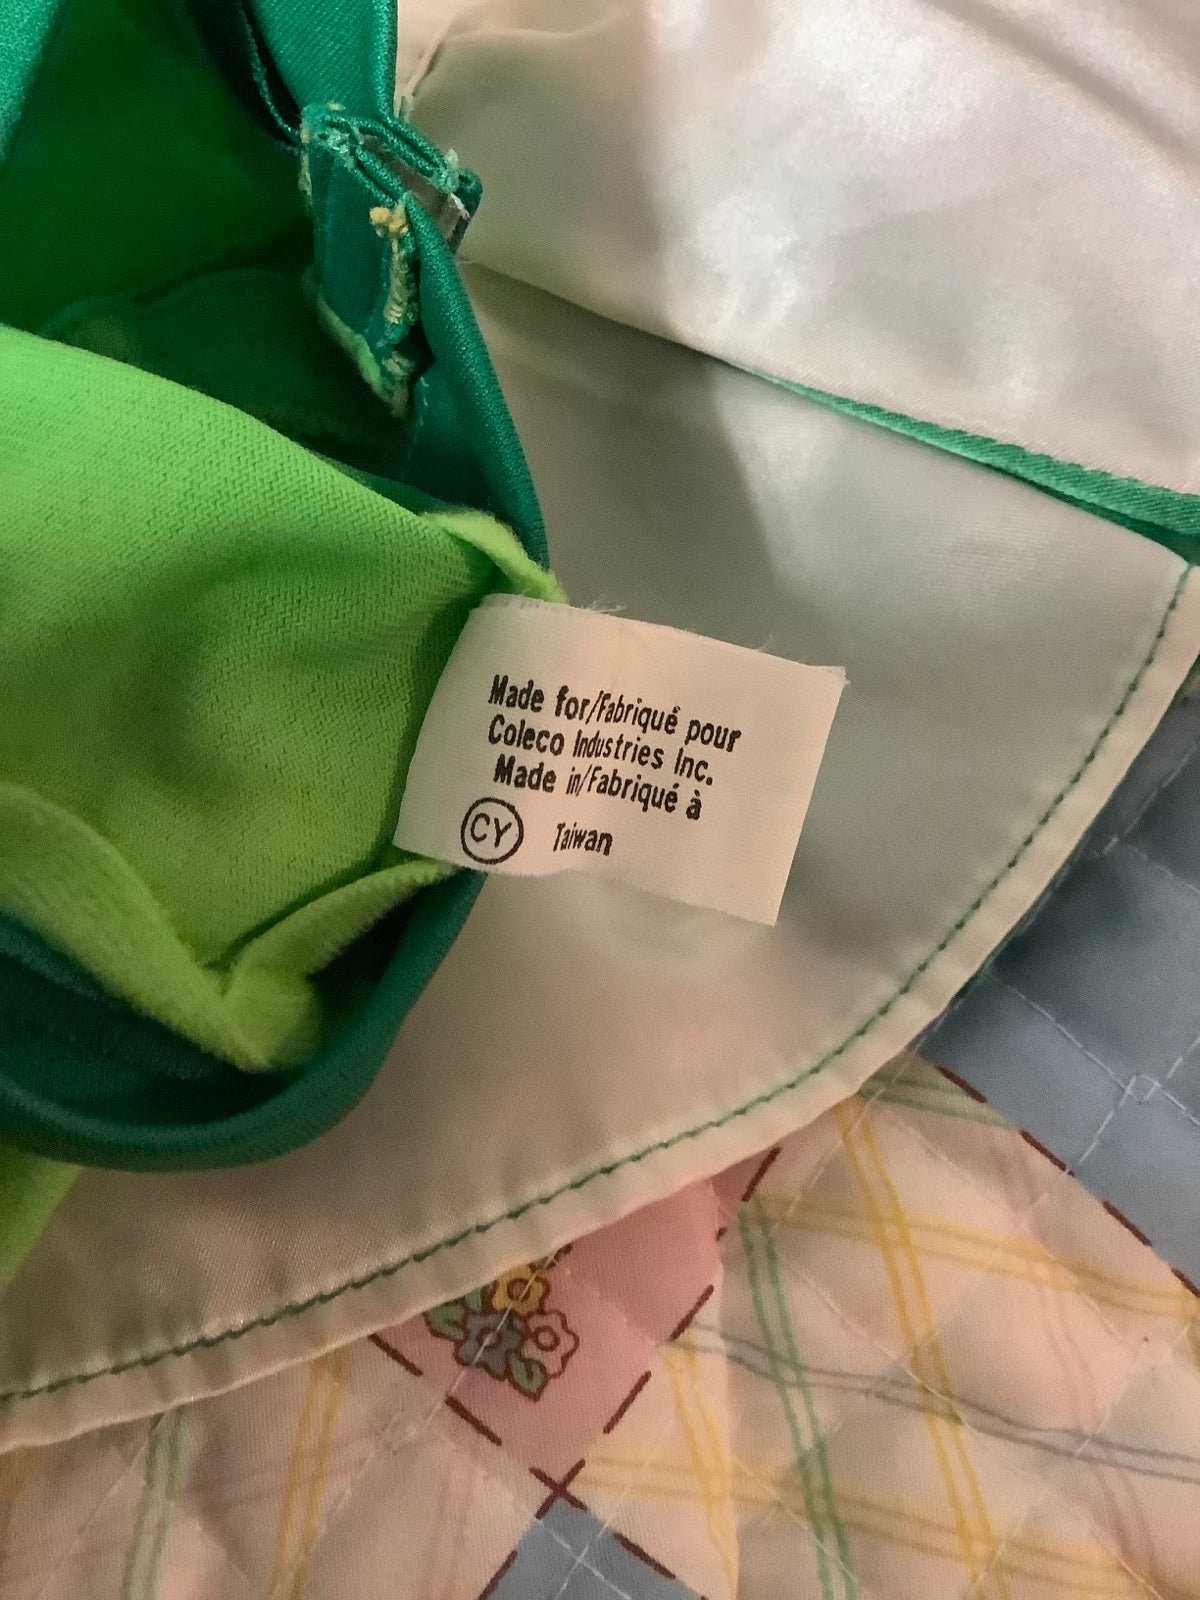 Made for/Fabriqué pour
Coleco Industries Inc.
Made in/Fabriqué à
CY Taiwan